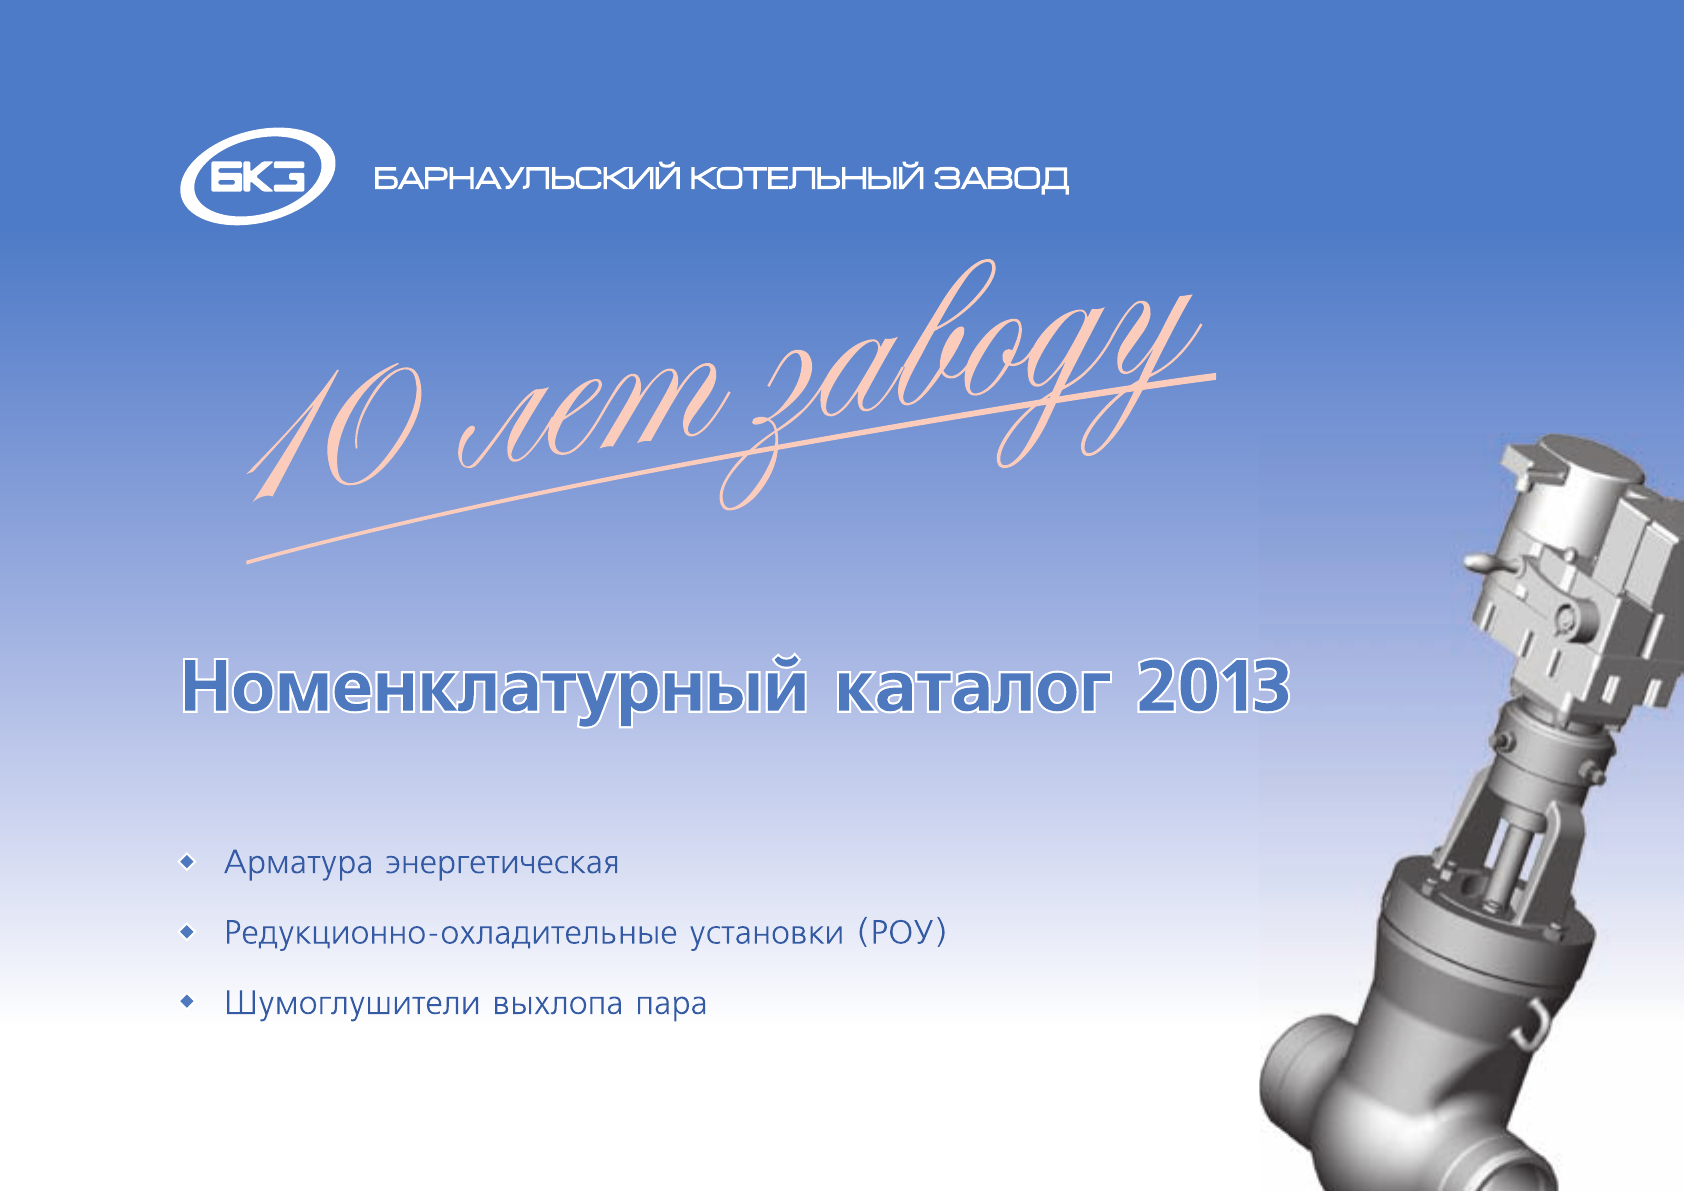 БКЗ
БАРНАУЛЬСКИЙ КОТЕЛЬНЫЙ ЗАВОД
10 лет заводу
Номенклатурный каталог 2013
Арматура энергетическая
Редукционно-охладительные установки (РОУ)
Шумоглушители выхлопа пара